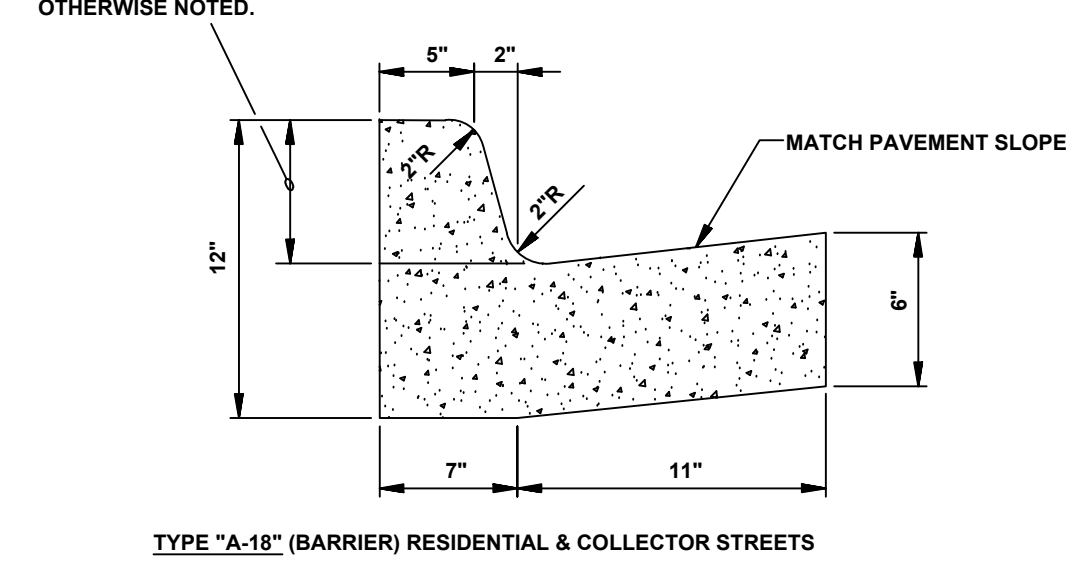 OTHERWISE NOTED.
5" 2"
MATCH PAVEMENT SLOPE
2"R
2"R
12"
6"
7" 11"
TYPE "A-18" (BARRIER) RESIDENTIAL & COLLECTOR STREETS